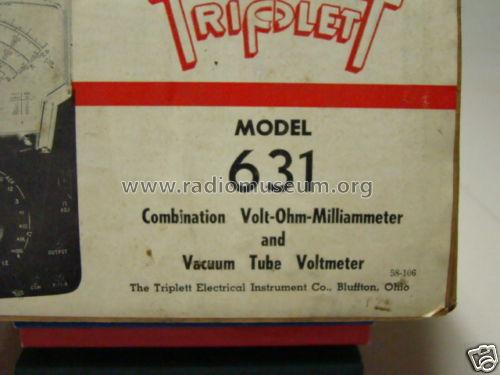 TRIPLETT
MODEL
631
www.radiomuseum.org
Combination Volt-Ohm-Milliammeter
and
Vacuum Tube Voltmeter
58-106
The Triplett Electrical Instrument Co., Bluffton, Ohio
OUTPUT